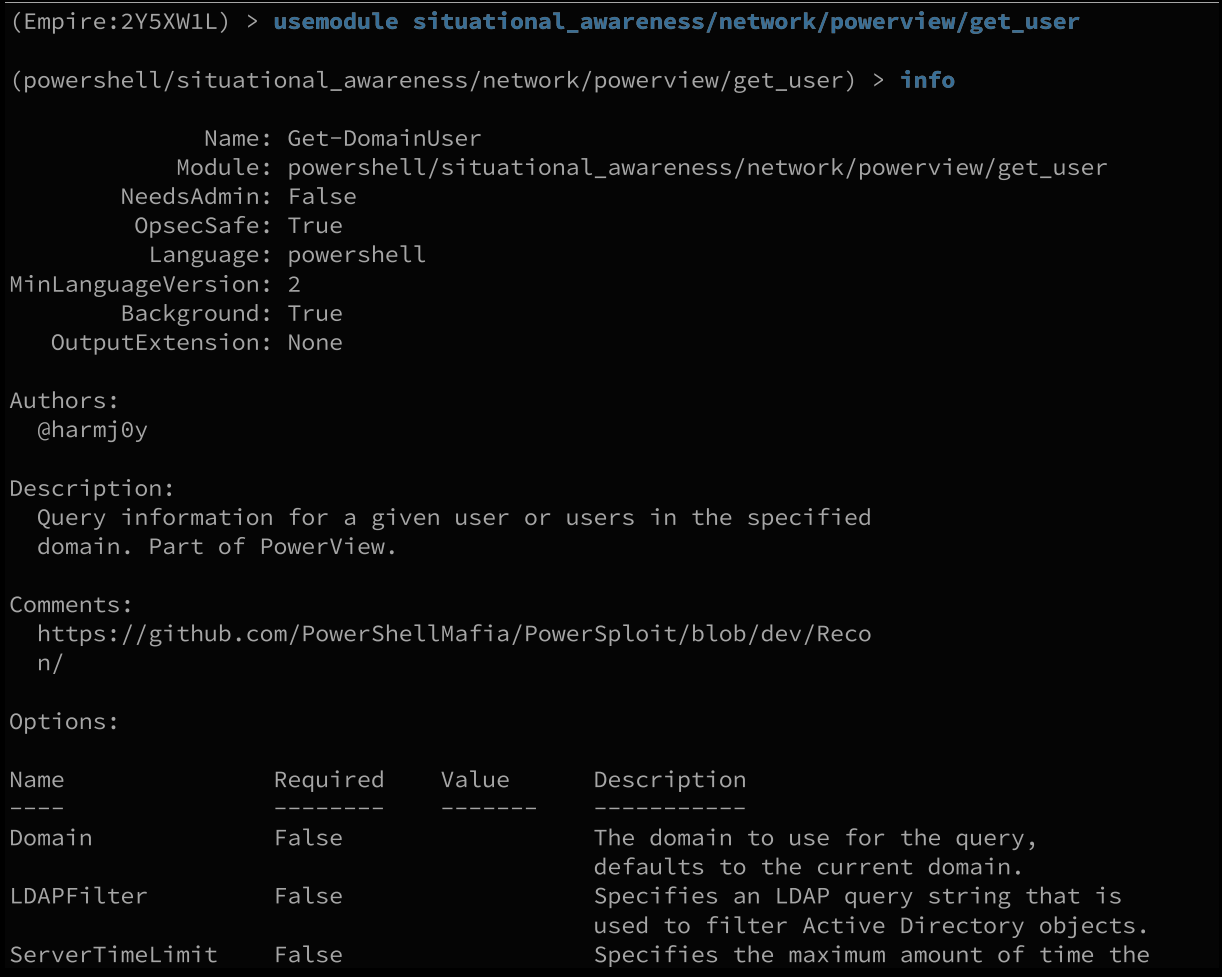 (Empire:2Y5XW1L) > usemodule situational_awareness/network/powerview/get_user
(powershell/situational_awareness/network/powerview/get_user) > info
Name: Get-DomainUser
Module: powershell/situational_awareness/network/powerview/get_user
NeedsAdmin: False
OpsecSafe: True
Language: powershell
MinLanguageVersion: 2
Background: True
OutputExtension: None
Authors:
@harmj0y
Description:
Query information for a given user or users in the specified
domain. Part of PowerView.
Comments:
https://github.com/PowerShellMafia/PowerSploit/blob/dev/Reco
n/
Options:
Name Required Value Description
---- -------- ------- -----------
Domain False The domain to use for the query,
defaults to the current domain.
LDAPFilter False Specifies an LDAP query string that is
used to filter Active Directory objects.
ServerTimeLimit False Specifies the maximum amount of time the